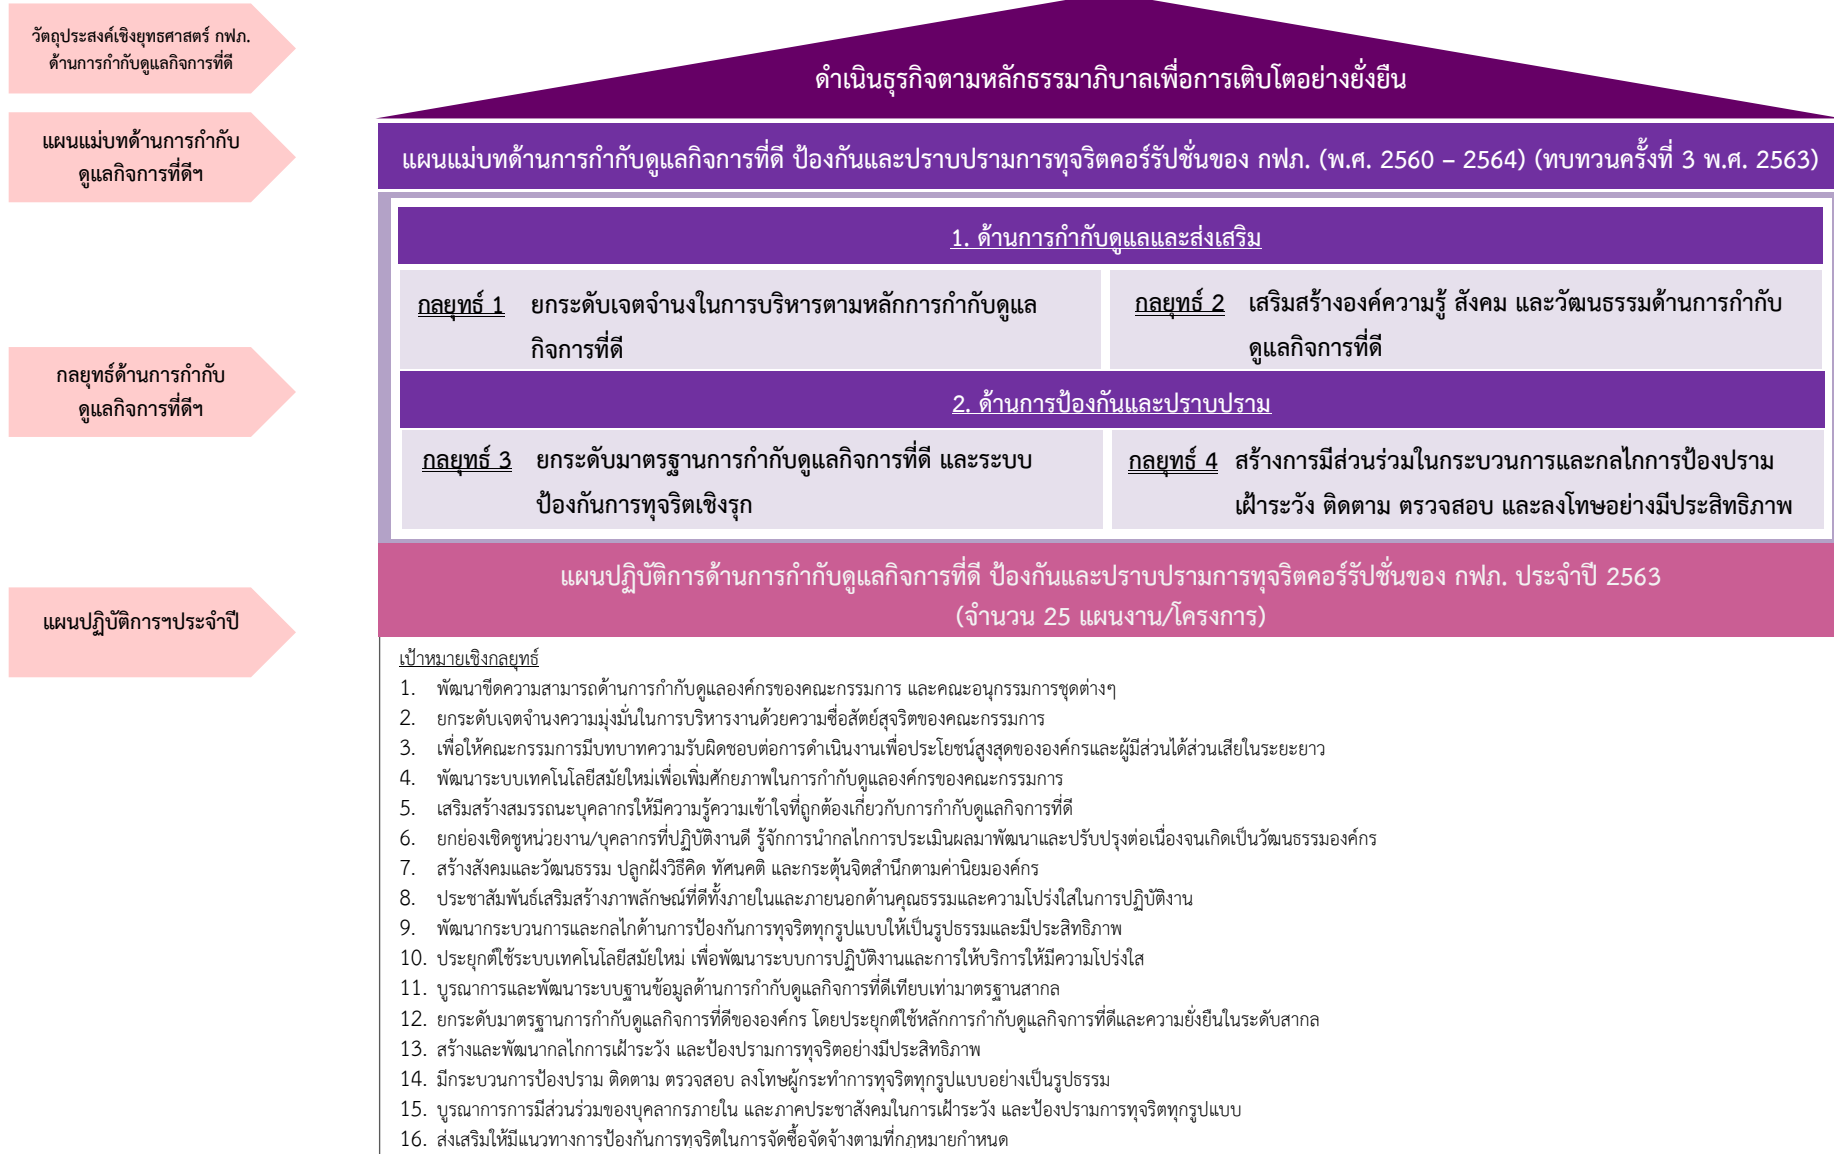 วัตถุประสงค์เชิงยุทธศาสตร์ กฟภ.
ด้านการกำกับดูแลกิจการที่ดี
ดำเนินธุรกิจตามหลักธรรมาภิบาลเพื่อการเติบโตอย่างยั่งยืน
แผนแม่บทด้านการกำกับ
ดูแลกิจการที่ดีฯ
แผนแม่บทด้านการกำกับดูแลกิจการที่ดี ป้องกันและปราบปรามการทุจริตคอร์รัปชั่นของ กฟภ. (พ.ศ. 2560 – 2564) (ทบทวนครั้งที่ 3 พ.ศ. 2563)
กลยุทธ์ด้านการกำกับ
ดูแลกิจการที่ดีฯ
1. ด้านการกำกับดูแลและส่งเสริม
กลยุทธ์ 1 ยกระดับเจตจำนงในการบริหารตามหลักการกำกับดูแล
กิจการที่ดี
กลยุทธ์ 2 เสริมสร้างองค์ความรู้ สังคม และวัฒนธรรมด้านการกำกับ
ดูแลกิจการที่ดี
2. ด้านการป้องกันและปราบปราม
กลยุทธ์ 3 ยกระดับมาตรฐานการกำกับดูแลกิจการที่ดี และระบบ
ป้องกันการทุจริตเชิงรุก
กลยุทธ์ 4 สร้างการมีส่วนร่วมในกระบวนการและกลไกการป้องปราม
เฝ้าระวัง ติดตาม ตรวจสอบ และลงโทษอย่างมีประสิทธิภาพ
แผนปฏิบัติการฯประจำปี
แผนปฏิบัติการด้านการกำกับดูแลกิจการที่ดี ป้องกันและปราบปรามการทุจริตคอร์รัปชั่นของ กฟภ. ประจำปี 2563
(จำนวน 25 แผนงาน/โครงการ)
เป้าหมายเชิงกลยุทธ์
1. พัฒนาขีดความสามารถด้านการกำกับดูแลองค์กรของคณะกรรมการ และคณะอนุกรรมการชุดต่างๆ
2. ยกระดับเจตจำนงความมุ่งมั่นในการบริหารงานด้วยความซื่อสัตย์สุจริตของคณะกรรมการ
3. เพื่อให้คณะกรรมการมีบทบาทความรับผิดชอบต่อการดำเนินงานเพื่อประโยชน์สูงสุดขององค์กรและผู้มีส่วนได้ส่วนเสียในระยะยาว
4. พัฒนาระบบเทคโนโลยีสมัยใหม่เพื่อเพิ่มศักยภาพในการกำกับดูแลองค์กรของคณะกรรมการ
5. เสริมสร้างสมรรถนะบุคลากรให้มีความรู้ความเข้าใจที่ถูกต้องเกี่ยวกับการกำกับดูแลกิจการที่ดี
6. ยกย่องเชิดชูหน่วยงาน/บุคลากรที่ปฏิบัติงานดี รู้จักการนำกลไกการประเมินผลมาพัฒนาและปรับปรุงต่อเนื่องจนเกิดเป็นวัฒนธรรมองค์กร
7. สร้างสังคมและวัฒนธรรม ปลูกฝังวิธีคิด ทัศนคติ และกระตุ้นจิตสำนึกตามค่านิยมองค์กร
8. ประชาสัมพันธ์เสริมสร้างภาพลักษณ์ที่ดีทั้งภายในและภายนอกด้านคุณธรรมและความโปร่งใสในการปฏิบัติงาน
9. พัฒนากระบวนการและกลไกด้านการป้องกันการทุจริตทุกรูปแบบให้เป็นรูปธรรมและมีประสิทธิภาพ
10. ประยุกต์ใช้ระบบเทคโนโลยีสมัยใหม่ เพื่อพัฒนาระบบการปฏิบัติงานและการให้บริการให้มีความโปร่งใส
11. บูรณาการและพัฒนาระบบฐานข้อมูลด้านการกำกับดูแลกิจการที่ดีเทียบเท่ามาตรฐานสากล
12. ยกระดับมาตรฐานการกำกับดูแลกิจการที่ดีขององค์กร โดยประยุกต์ใช้หลักการกำกับดูแลกิจการที่ดีและความยั่งยืนในระดับสากล
13. สร้างและพัฒนากลไกการเฝ้าระวัง และป้องปรามการทุจริตอย่างมีประสิทธิภาพ
14. มีกระบวนการป้องปราม ติดตาม ตรวจสอบ ลงโทษผู้กระทำการทุจริตทุกรูปแบบอย่างเป็นรูปธรรม
15. บูรณาการการมีส่วนร่วมของบุคลากรภายใน และภาคประชาสังคมในการเฝ้าระวัง และป้องปรามการทุจริตทุกรูปแบบ
16. ส่งเสริมให้มีแนวทางการป้องกันการทุจริตในการจัดซื้อจัดจ้างตามที่กฎหมายกำหนด